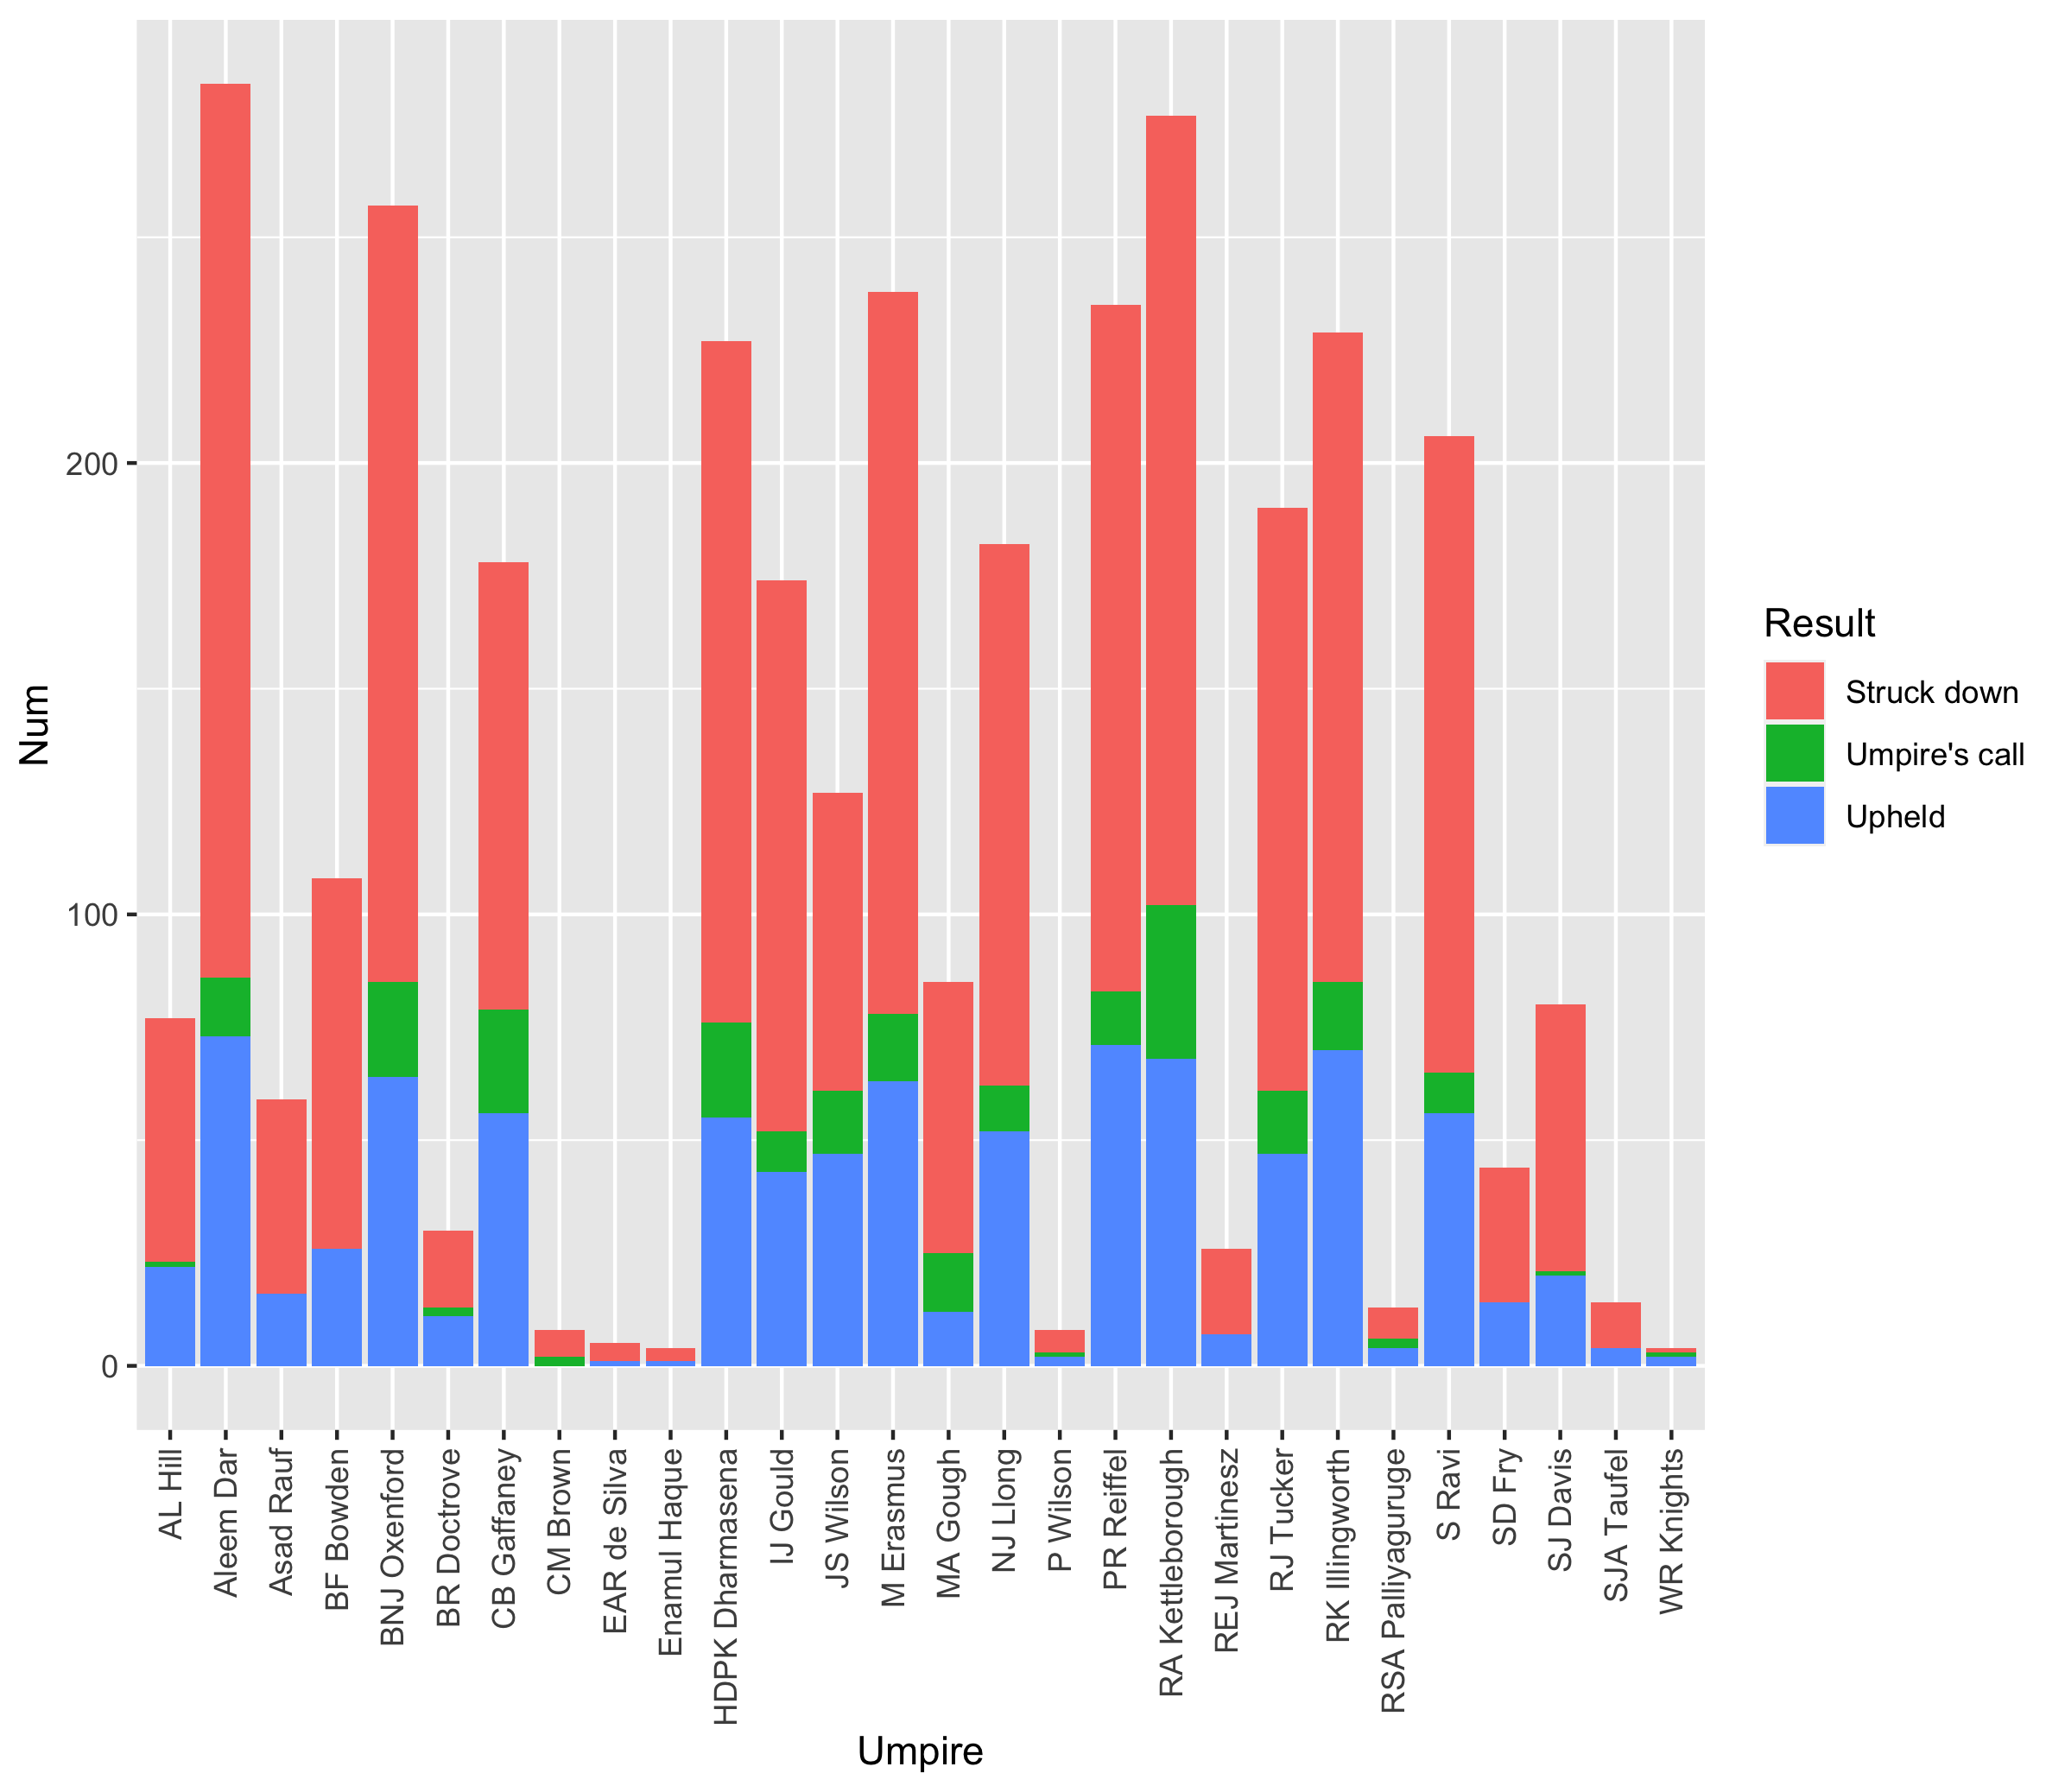 Num
200
100
0
AL Hill
Aleem Dar
Asad Rauf
BF Bowden
BNJ Oxenford
BR Doctrove
CB Gaffaney
CM Brown
EAR de Silva
Enamul Haque
HDPK Dharmasena
IJ Gould
JS Wilson
M Erasmus
MA Gough
NJ Llong
P Wilson
PR Reiffel
RA Kettleborough
REJ Martinesz
RJ Tucker
RK Illingworth
RSA Palliyaguruge
S Ravi
SD Fry
SJ Davis
SJA Taufel
WR Knights
Umpire
Result
Struck down
Umpire's call
Upheld